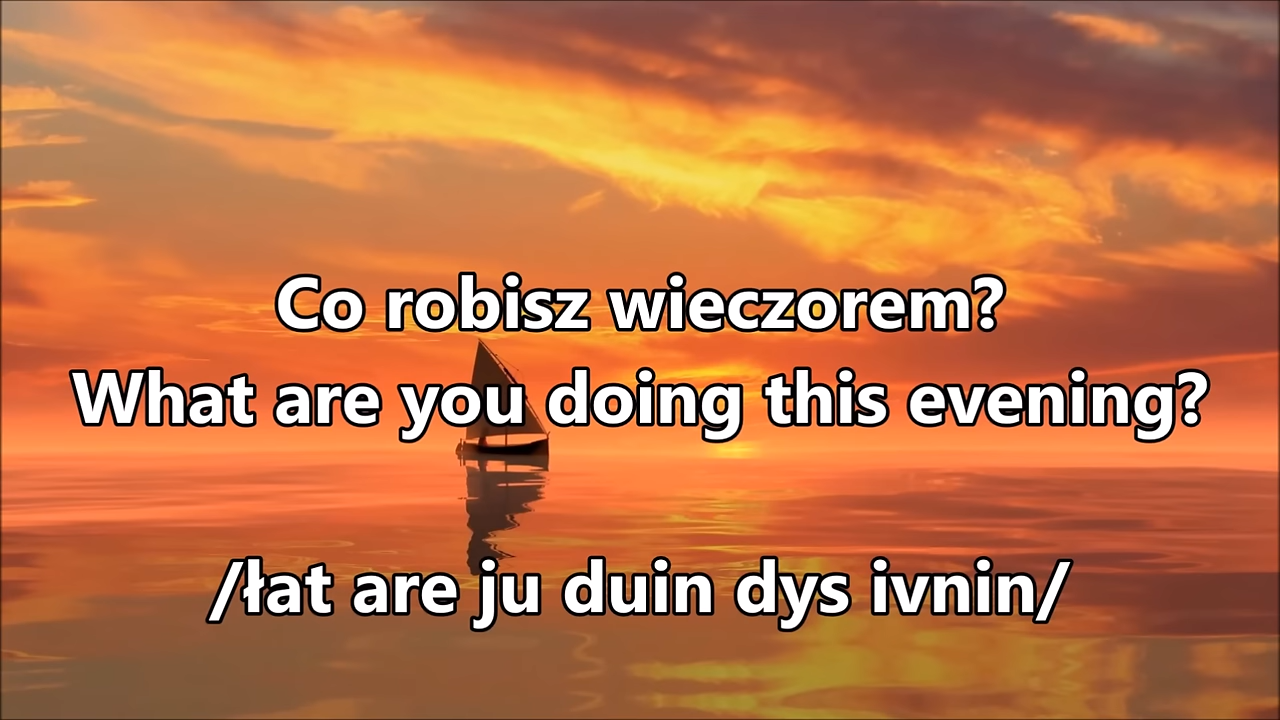 Co robisz wieczorem?
What are you doing this evening?
/łat are ju duin dys ivnin/